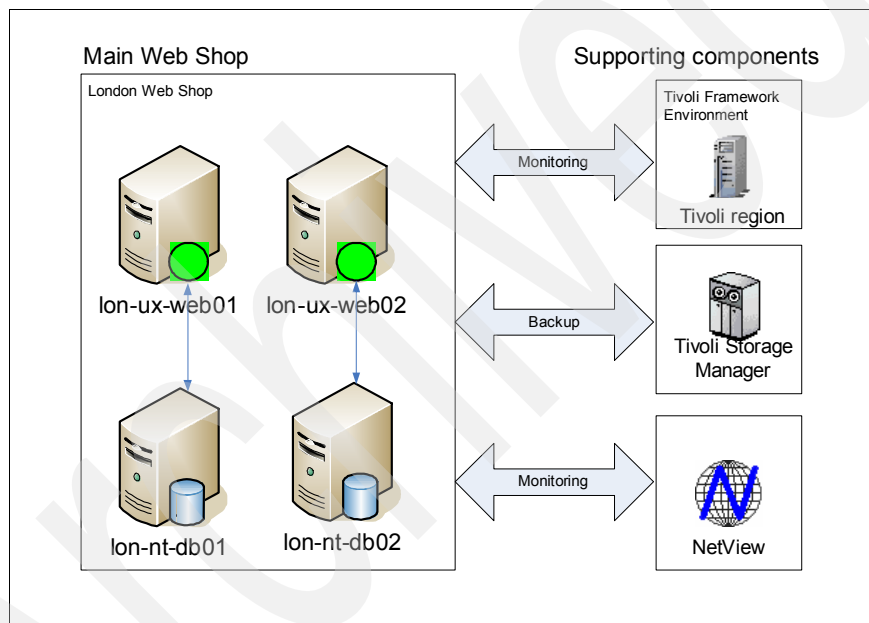 Main Web Shop
Supporting components
London Web Shop
lon-ux-web01
lon-ux-web02
lon-nt-db01
lon-nt-db02
Monitoring
Tivoli Framework
Environment
Tivoli region
Backup
Tivoli Storage
Manager
Monitoring
NetView